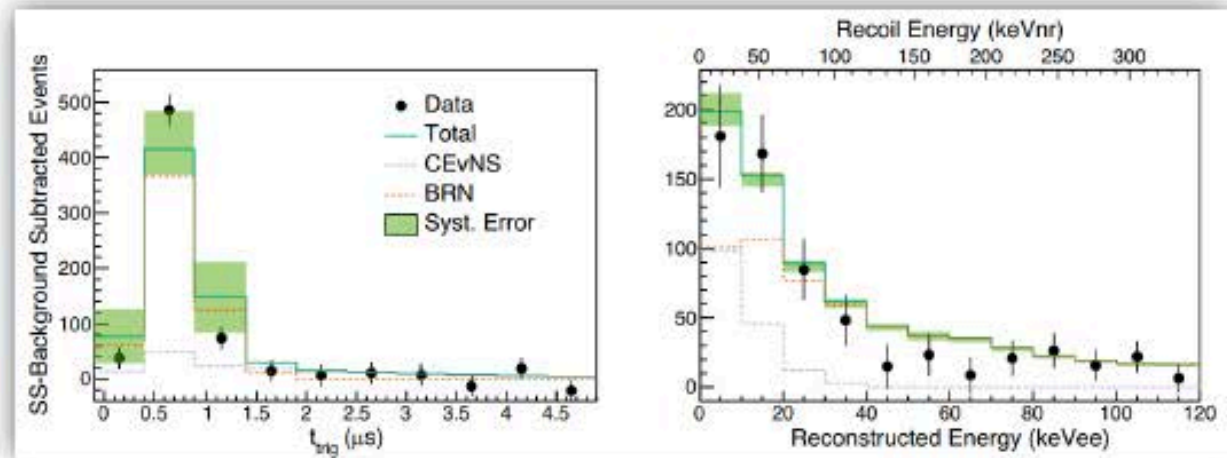 SS-Background Subtracted Events
500
400
300
200
100
0
0 0.5 1 1.5 2 2.5 3 3.5 4 4.5
t_trig (μs)
Data
Total
CEvNS
BRN
Syst. Error
Recoil Energy (keVnr)
0 50 100 150 200 250 300
200
150
100
50
0
0 20 40 60 80 100 120
Reconstructed Energy (keVee)